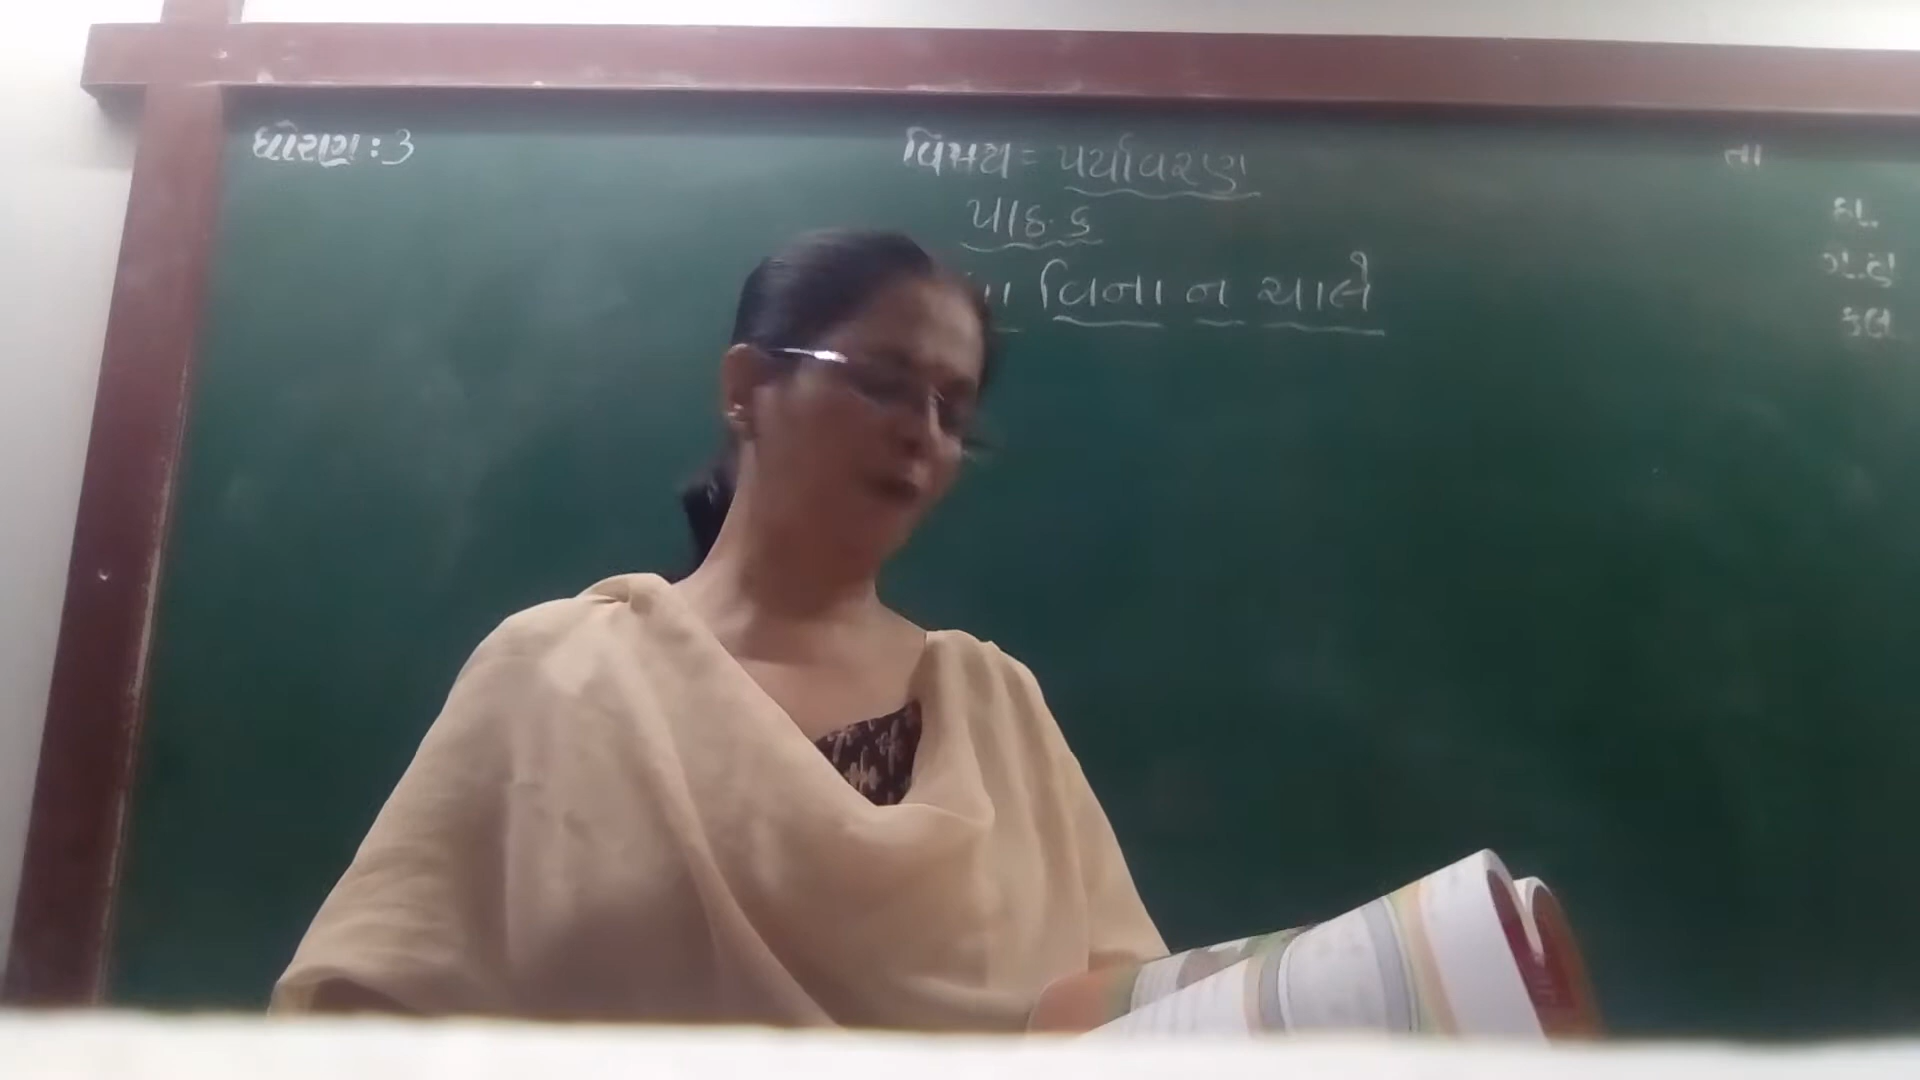 ધોરણ : 3
વિષય = પર્યાવરણ
પાઠ. ૬
વિના ન ચાલે
તા